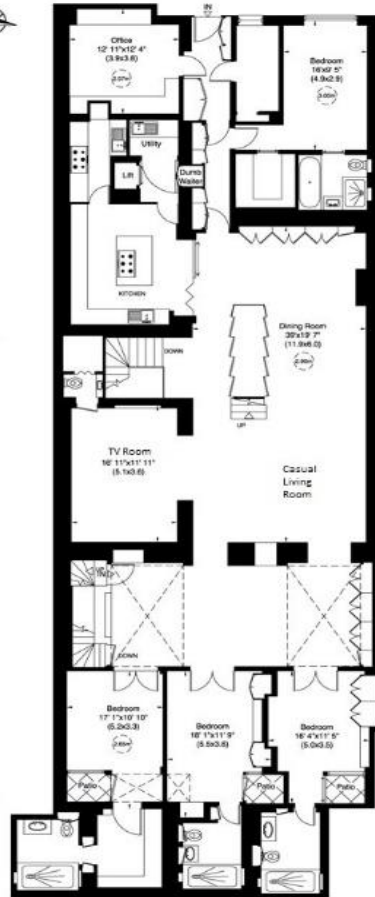 IN
Office
12' 11"x12' 4"
(3.9x3.8)
Bedroom
16'x9' 5"
(4.9x2.9)
Utility
Lift
Dumb
Waiter
KITCHEN
Dining Room
39'x19' 7"
(11.9x6.0)
DOWN
UP
TV Room
16' 11"x11' 11"
(5.1x3.6)
Casual
Living
Room
DOWN
Bedroom
17' 1"x10' 10"
(5.2x3.3)
2.65m
Bedroom
18' 1"x11' 9"
(5.5x3.6)
Bedroom
16' 4"x11' 5"
(5.0x3.5)
Patio
Patio
Patio